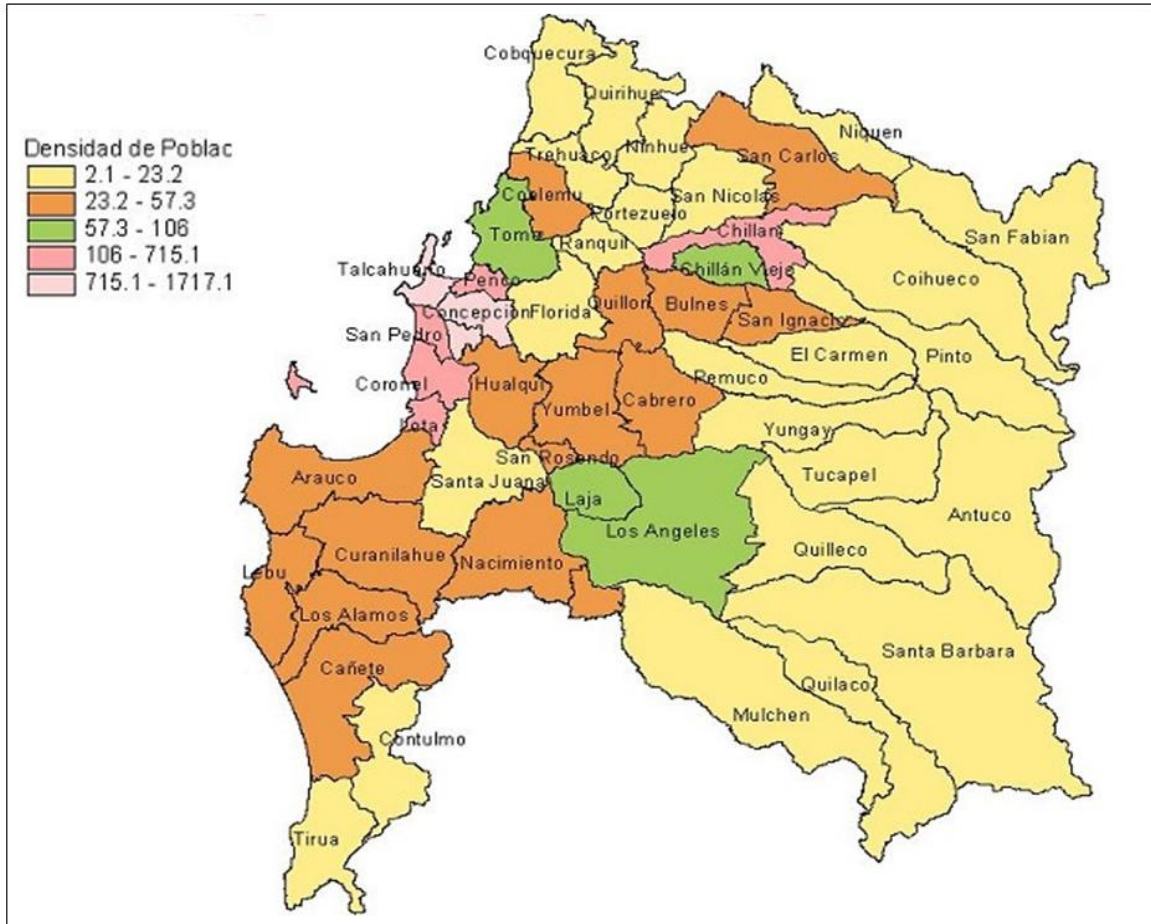 Densidad de Poblac
2.1 - 23.2
23.2 - 57.3
57.3 - 106
106 - 715.1
715.1 - 1717.1
Cobquecura
Quirihue
Niquen
Ninhue
San Carlos
Trehuaco
Coelemu
San Nicolas
Portezuelo
Tome
Ranquil
Chillan
San Fabian
Talcahuano
Penco
Chillán Viejo
Coihueco
Concepcion
Florida
Quillon
Bulnes
San Ignacio
San Pedro
El Carmen
Pinto
Coronel
Hualqui
Pemuco
Yumbel
Cabrero
Lota
Yungay
San Rosendo
Arauco
Santa Juana
Tucapel
Laja
Antuco
Los Angeles
Curanilahue
Quilleco
Nacimiento
Lebu
Los Alamos
Santa Barbara
Cañete
Quilaco
Mulchen
Contulmo
Tirua